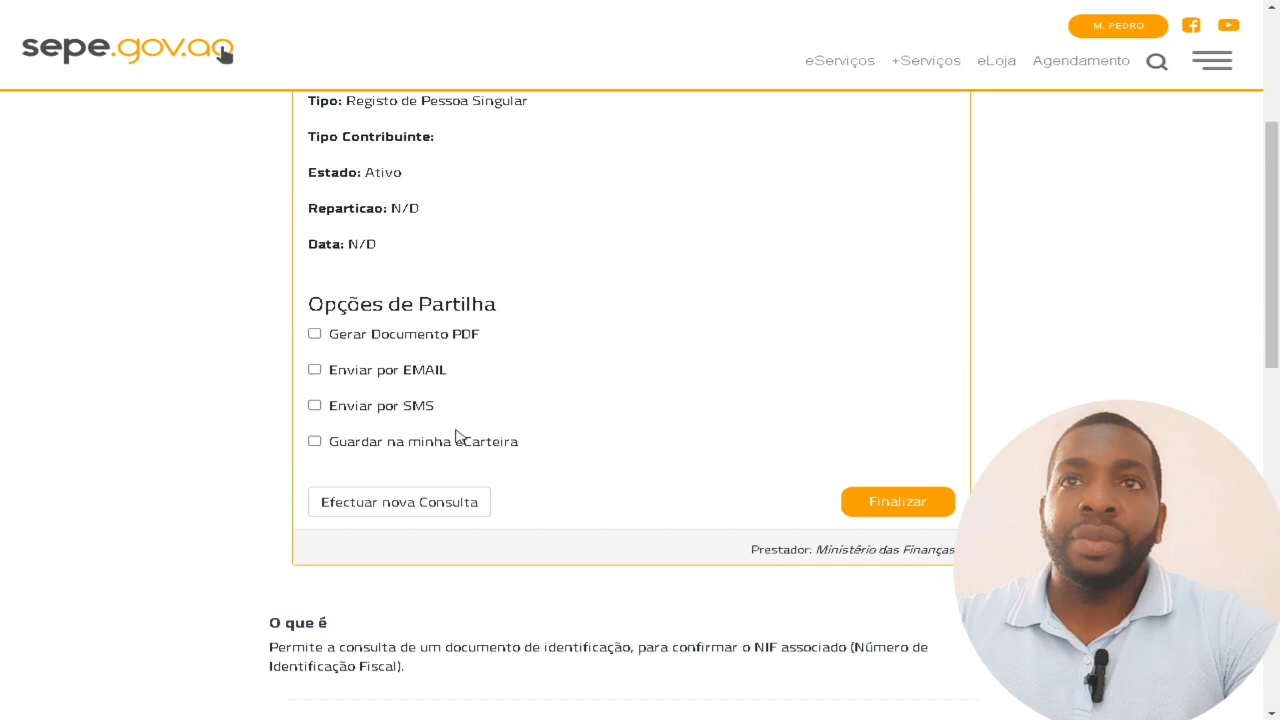 M. PEDRO
sepe.gov.ao
eServiços +Serviços eLoja Agendamento
Tipo: Registo de Pessoa Singular
Tipo Contribuinte:
Estado: Ativo
Reparticao: N/D
Data: N/D
Opções de Partilha
Gerar Documento PDF
Enviar por EMAIL
Enviar por SMS
Guardar na minha eCarteira
Efectuar nova Consulta
Finalizar
Prestador: Ministério das Finanças
O que é
Permite a consulta de um documento de identificação, para confirmar o NIF associado (Número de
Identificação Fiscal).